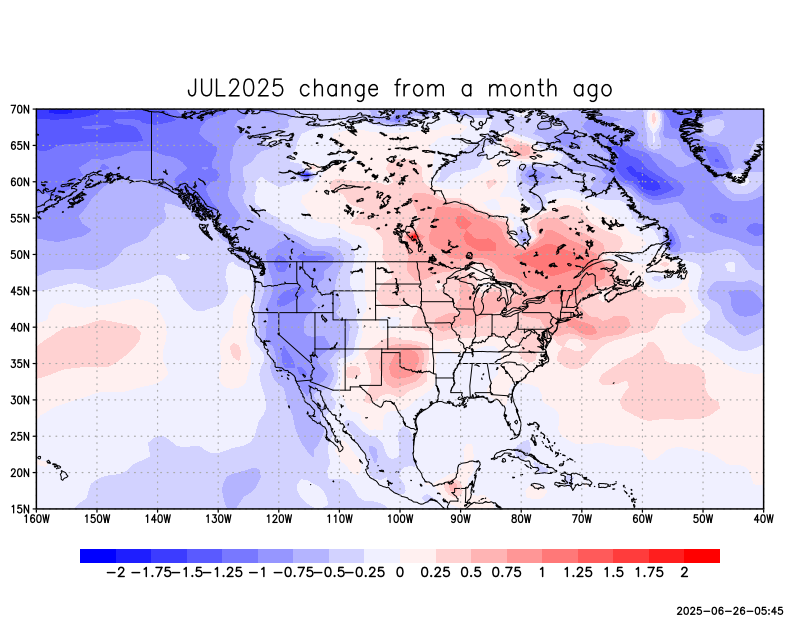 JUL2025 change from a month ago
70N
65N
60N
55N
50N
45N
40N
35N
30N
25N
20N
15N
160W 150W 140W 130W 120W 110W 100W 90W 80W 70W 60W 50W 40W
−2 −1.75 −1.5 −1.25 −1 −0.75 −0.5 −0.25 0 0.25 0.5 0.75 1 1.25 1.5 1.75 2
2025−06−26−05:45